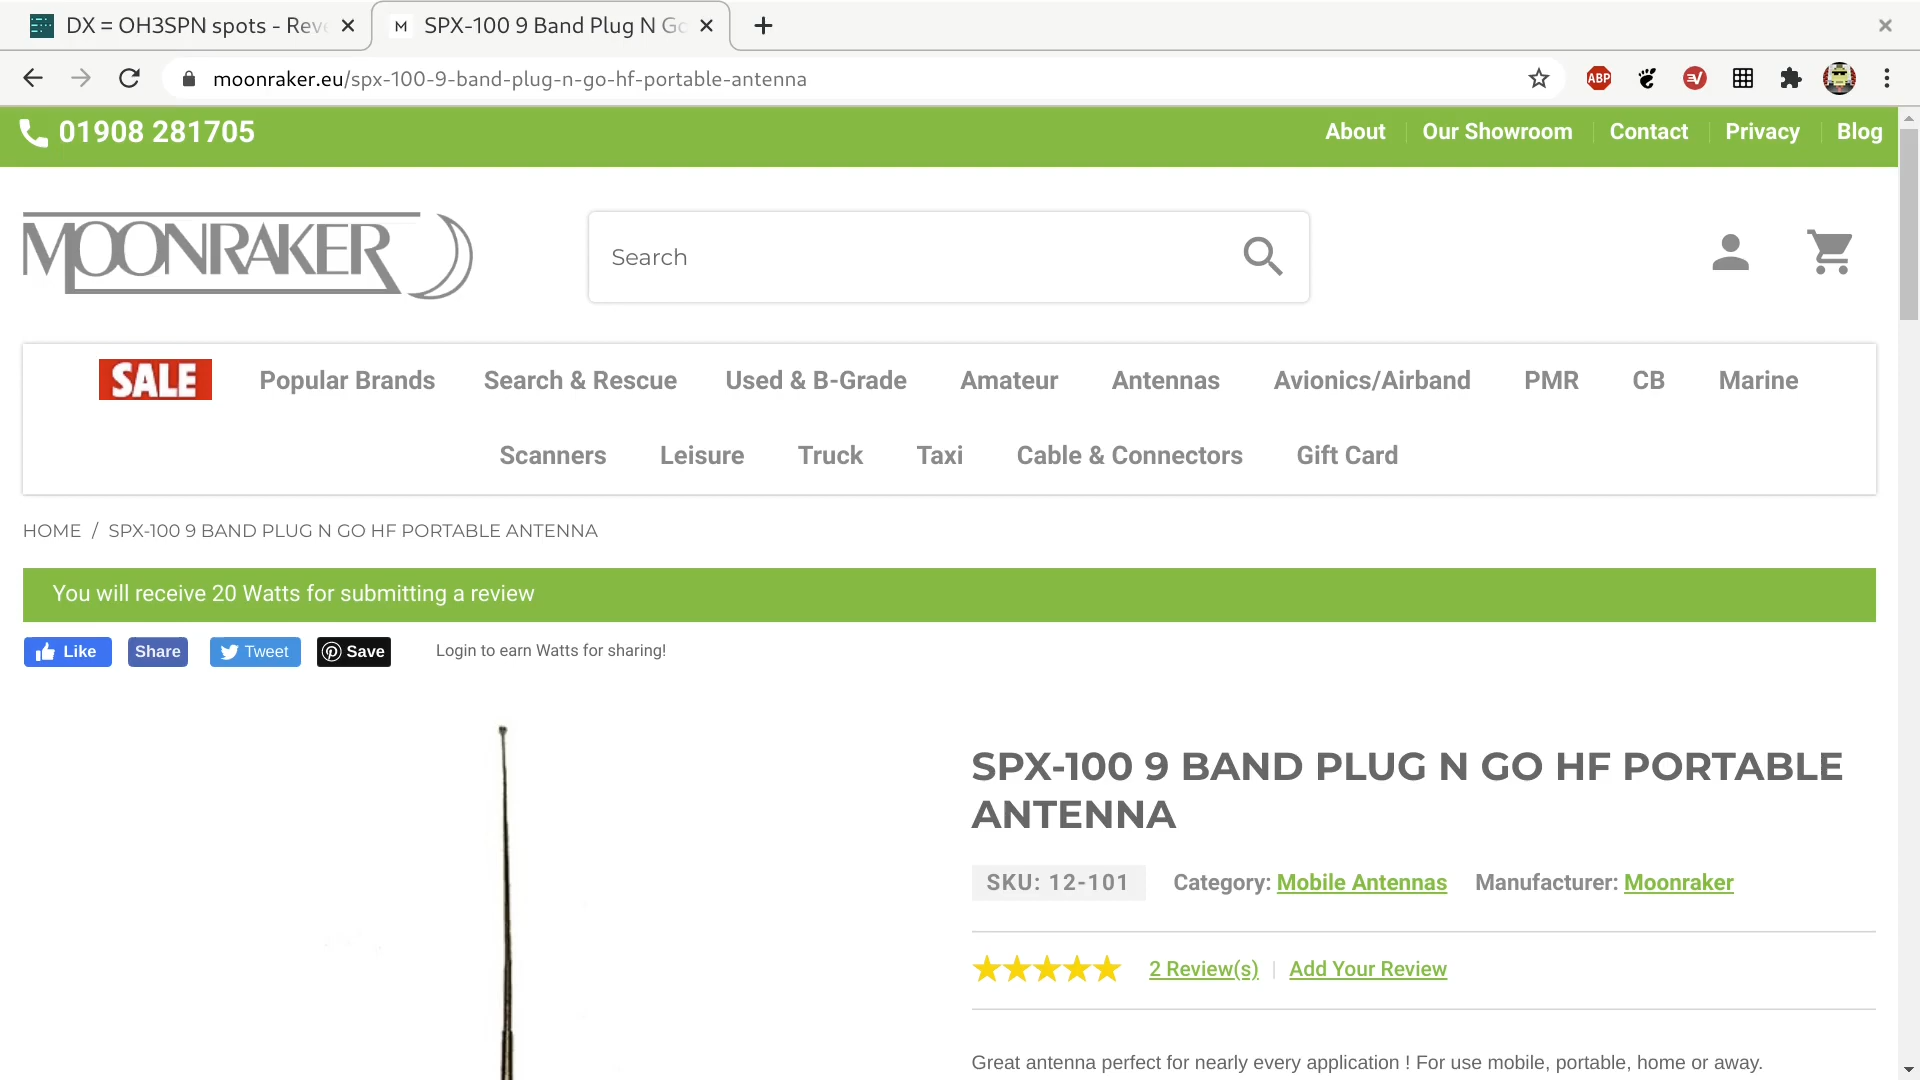 DX = OH3SPN spots - Reve
M SPX-100 9 Band Plug N Go
moonraker.eu/spx-100-9-band-plug-n-go-hf-portable-antenna
ABP
01908 281705
About Our Showroom Contact Privacy Blog
MOONRAKER
Search
SALE Popular Brands Search & Rescue Used & B-Grade Amateur Antennas Avionics/Airband PMR CB Marine
Scanners Leisure Truck Taxi Cable & Connectors Gift Card
HOME / SPX-100 9 BAND PLUG N GO HF PORTABLE ANTENNA
You will receive 20 Watts for submitting a review
Like Share Tweet Save Login to earn Watts for sharing!
SPX-100 9 BAND PLUG N GO HF PORTABLE
ANTENNA
SKU: 12-101 Category: Mobile Antennas Manufacturer: Moonraker
2 Review(s) Add Your Review
Great antenna perfect for nearly every application ! For use mobile, portable, home or away.